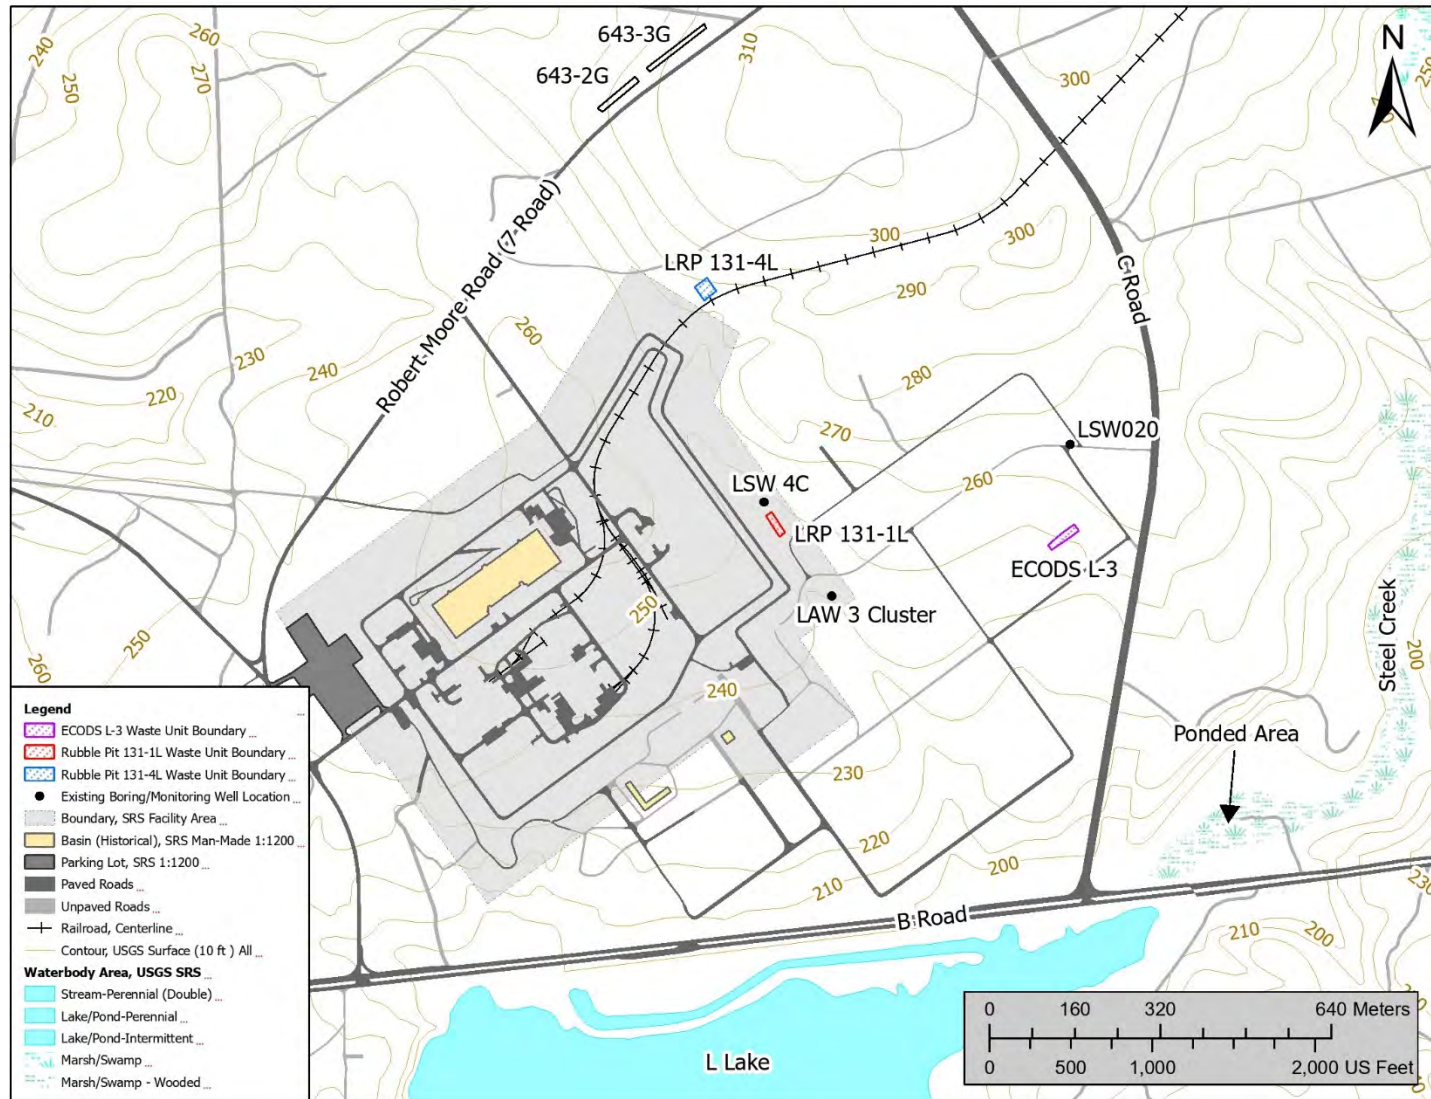 643-3G
643-2G
260
240
250
270
310
300
N
250
Robert Moore Road (7-Road)
300
300
LRP 131-4L
290
C Road
260
230
240
220
210
280
270
LSW020
LSW 4C
260
LRP 131-1L
ECODS L-3
LAW 3 Cluster
250
250
260
240
Steel Creek
200
Ponded Area
230
220
200
210
B Road
230
210
200
L Lake
Legend
ECODS L-3 Waste Unit Boundary ...
Rubble Pit 131-1L Waste Unit Boundary ...
Rubble Pit 131-4L Waste Unit Boundary ...
Existing Boring/Monitoring Well Location ...
Boundary, SRS Facility Area ...
Basin (Historical), SRS Man-Made 1:1200 ...
Parking Lot, SRS 1:1200 ...
Paved Roads ...
Unpaved Roads ...
Railroad, Centerline ...
Contour, USGS Surface (10 ft ) All ...
Waterbody Area, USGS SRS ...
Stream-Perennial (Double) ...
Lake/Pond-Perennial ...
Lake/Pond-Intermittent ...
Marsh/Swamp ...
Marsh/Swamp - Wooded ...
0 160 320 640 Meters
0 500 1,000 2,000 US Feet